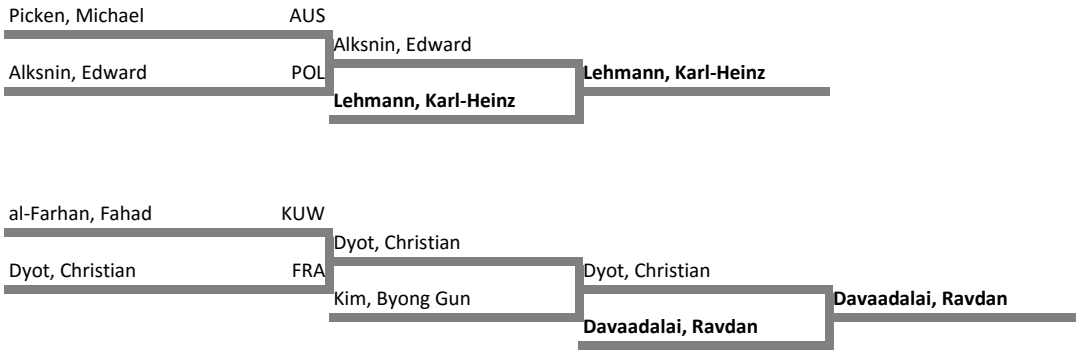 Picken, Michael AUS
Alksnin, Edward
Alksnin, Edward POL
Lehmann, Karl-Heinz
Lehmann, Karl-Heinz
al-Farhan, Fahad KUW
Dyot, Christian
Dyot, Christian FRA
Dyot, Christian
Kim, Byong Gun
Davaadalai, Ravdan
Davaadalai, Ravdan